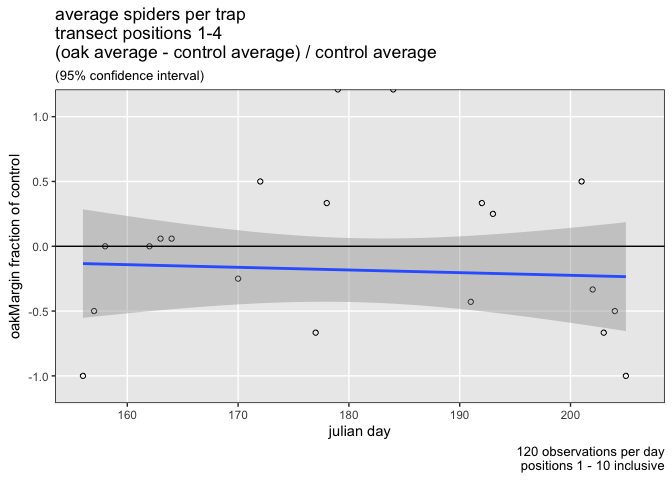 average spiders per trap
transect positions 1-4
(oak average - control average) / control average
(95% confidence interval)
oakMargin fraction of control
1.0
0.5
0.0
-0.5
-1.0
160 170 180 190 200
julian day
120 observations per day
positions 1 - 10 inclusive